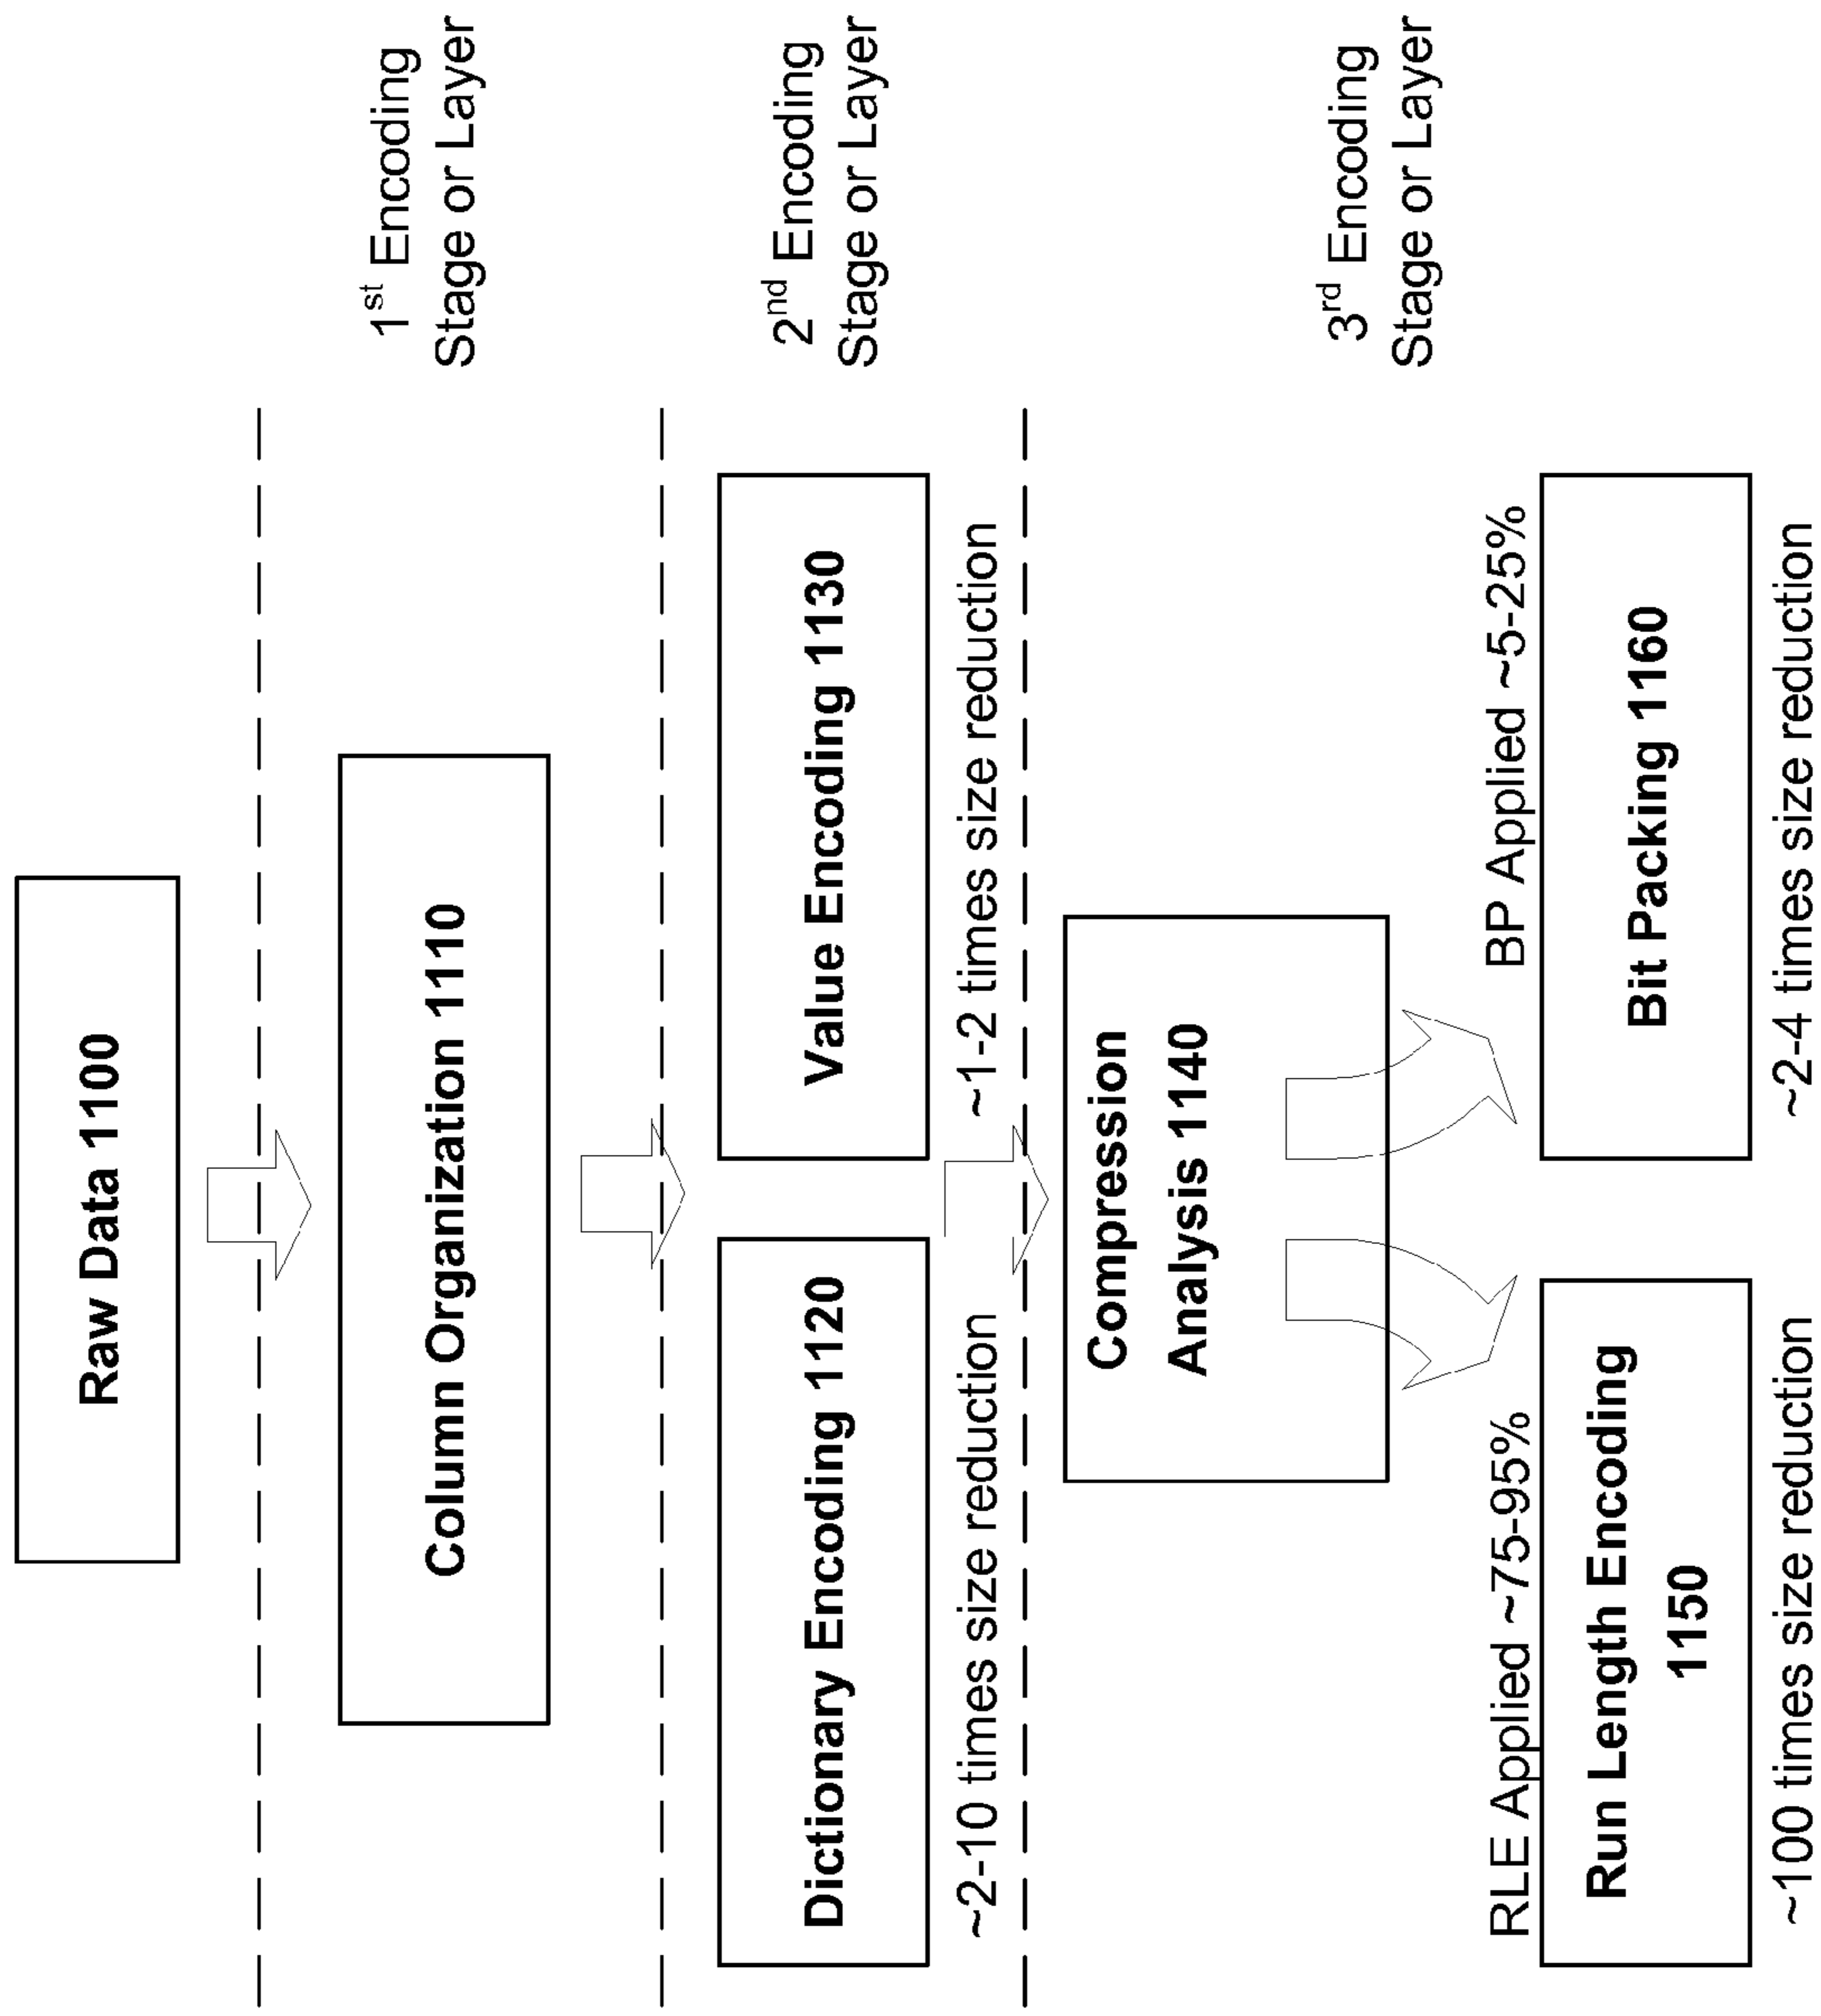 Raw Data 1100
1st Encoding
Stage or Layer
Column Organization 1110
2nd Encoding
Stage or Layer
Dictionary Encoding 1120
Value Encoding 1130
~2-10 times size reduction
~1-2 times size reduction
3rd Encoding
Stage or Layer
Compression
Analysis 1140
RLE Applied ~75-95%
BP Applied ~5-25%
Run Length Encoding
1150
Bit Packing 1160
~100 times size reduction
~2-4 times size reduction